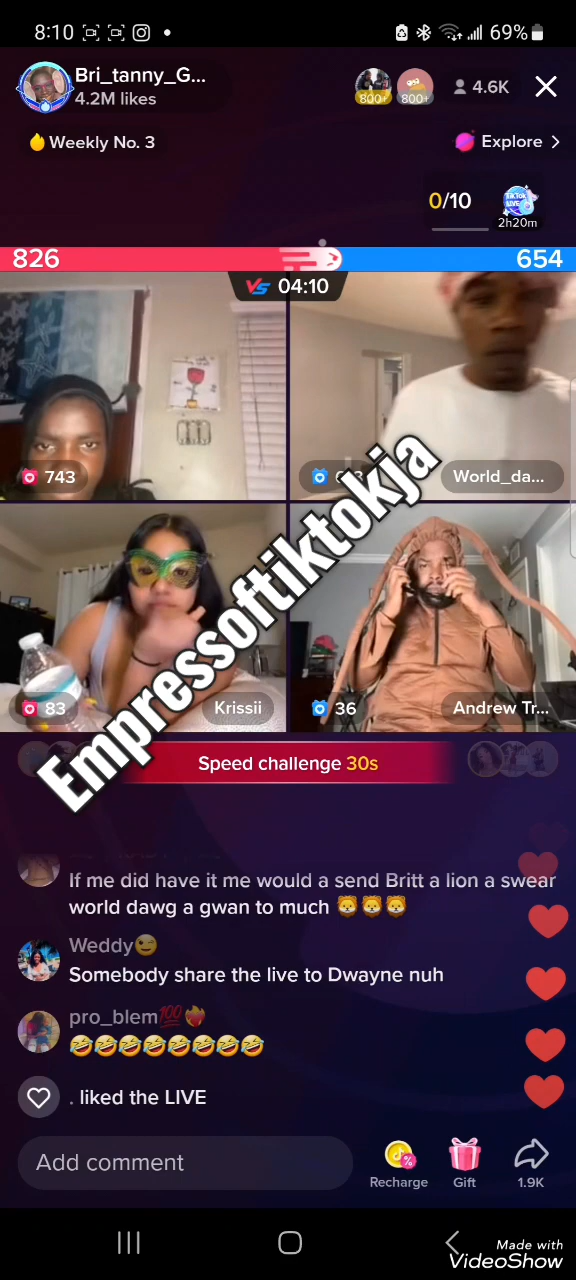 8:10
69%
Bri_tanny_G...
4.2M likes
800+
800+
4.6K
Weekly No. 3
Explore >
0/10
TikTok
LIVE
2h20m
826
654
VS 04:10
743
World_da...
Empressoftiktokja
83
Krissii
36
Andrew Tr...
Speed challenge 30s
If me did have it me would a send Britt a lion a swear
world dawg a gwan to much 🦁🦁🦁
Weddy😉
Somebody share the live to Dwayne nuh
pro_blem💯❤️‍🔥
🤣🤣🤣🤣🤣🤣🤣🤣
. liked the LIVE
Add comment
Recharge
Gift
1.9K
Made with
VideoShow